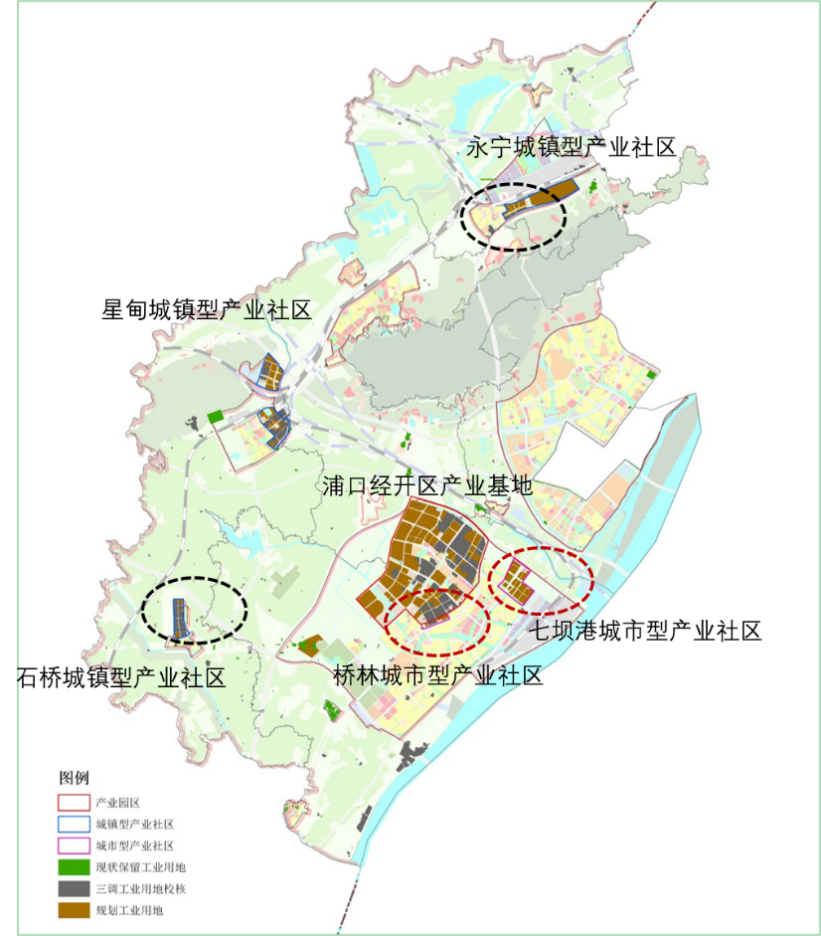 永宁城镇型产业社区
星甸城镇型产业社区
浦口经开区产业基地
七坝港城市型产业社区
石桥城镇型产业社区
桥林城市型产业社区
图例
产业园区
城镇型产业社区
城市型产业社区
现状保留工业用地
三调工业用地校核
规划工业用地